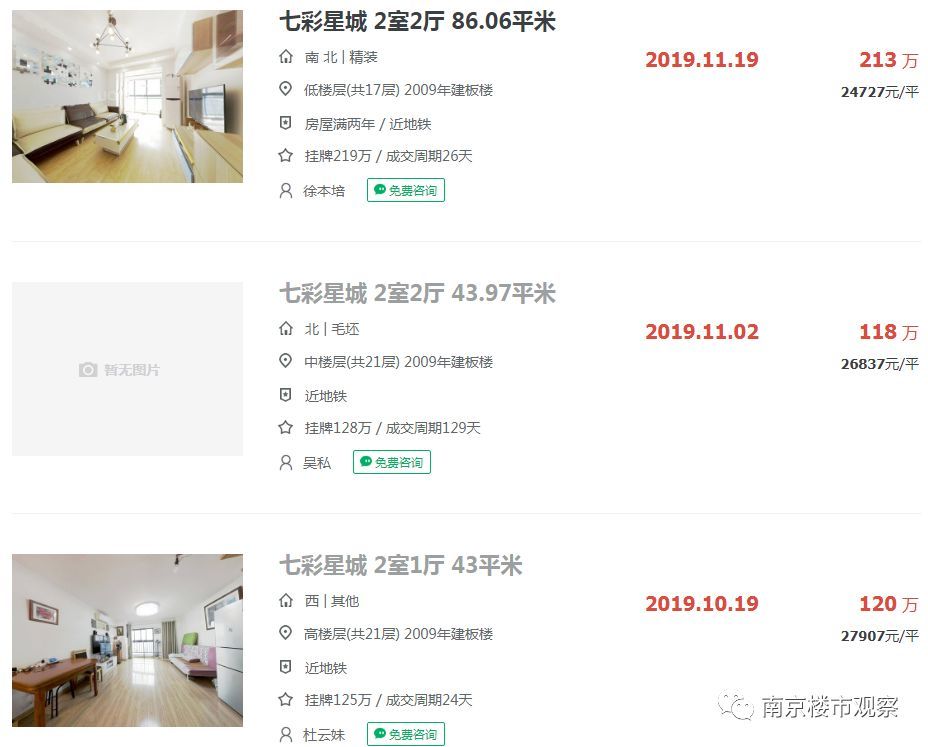 七彩星城 2室2厅 86.06平米
南 北 | 精装
2019.11.19
213 万
低楼层(共17层) 2009年建板楼
24727元/平
房屋满两年 / 近地铁
挂牌219万 / 成交周期26天
徐本培
免费咨询
七彩星城 2室2厅 43.97平米
北 | 毛坯
2019.11.02
118 万
中楼层(共21层) 2009年建板楼
26837元/平
暂无图片
近地铁
挂牌128万 / 成交周期129天
吴私
免费咨询
七彩星城 2室1厅 43平米
西 | 其他
2019.10.19
120 万
高楼层(共21层) 2009年建板楼
27907元/平
近地铁
挂牌125万 / 成交周期24天
南京楼市观察
杜云妹
免费咨询